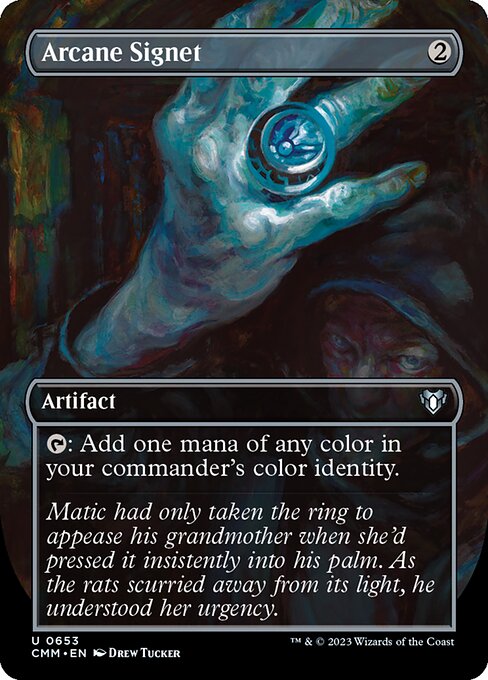 Arcane Signet 2
Artifact
: Add one mana of any color in
your commander's color identity.
Matic had only taken the ring to
appease his grandmother when she'd
pressed it insistently into his palm. As
the rats scurried away from its light, he
understood her urgency.
U 0653
CMM • EN Drew Tucker
™ & © 2023 Wizards of the Coast